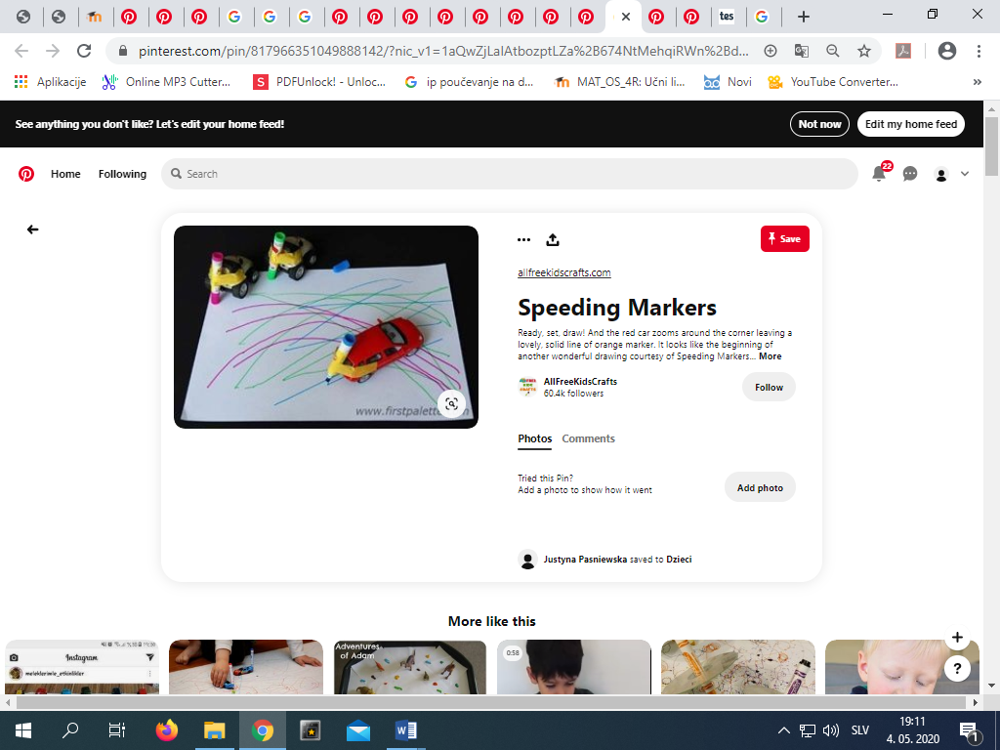 pinterest.com/pin/817966351049888142/?nic_v1=1aQwZjLalAtbozptLZa%2B674NtMehqiRWn%2Bd...
Aplikacije
Online MP3 Cutter...
PDFUnlock! - Unloc...
ip poučevanje na d...
MAT_OS_4R: Učni li...
Novi
YouTube Converter...
»
See anything you don't like? Let's edit your home feed!
Not now
Edit my home feed
Home
Following
Search
22
Save
allfreekidscrafts.com
Speeding Markers
Ready, set, draw! And the red car zooms around the corner leaving a
lovely, solid line of orange marker. It looks like the beginning of
another wonderful drawing courtesy of Speeding Markers... More
AllFreeKidsCrafts
60.4k followers
Follow
www.firstpalette
Photos
Comments
Tried this Pin?
Add a photo to show how it went
Add photo
Justyna Pasniewska saved to Dzieci
More like this
Instagram
meleklerimle_etkinlikler
Adventures
of Adam
0:58
?
SLV
19:11
4. 05. 2020
1
tes